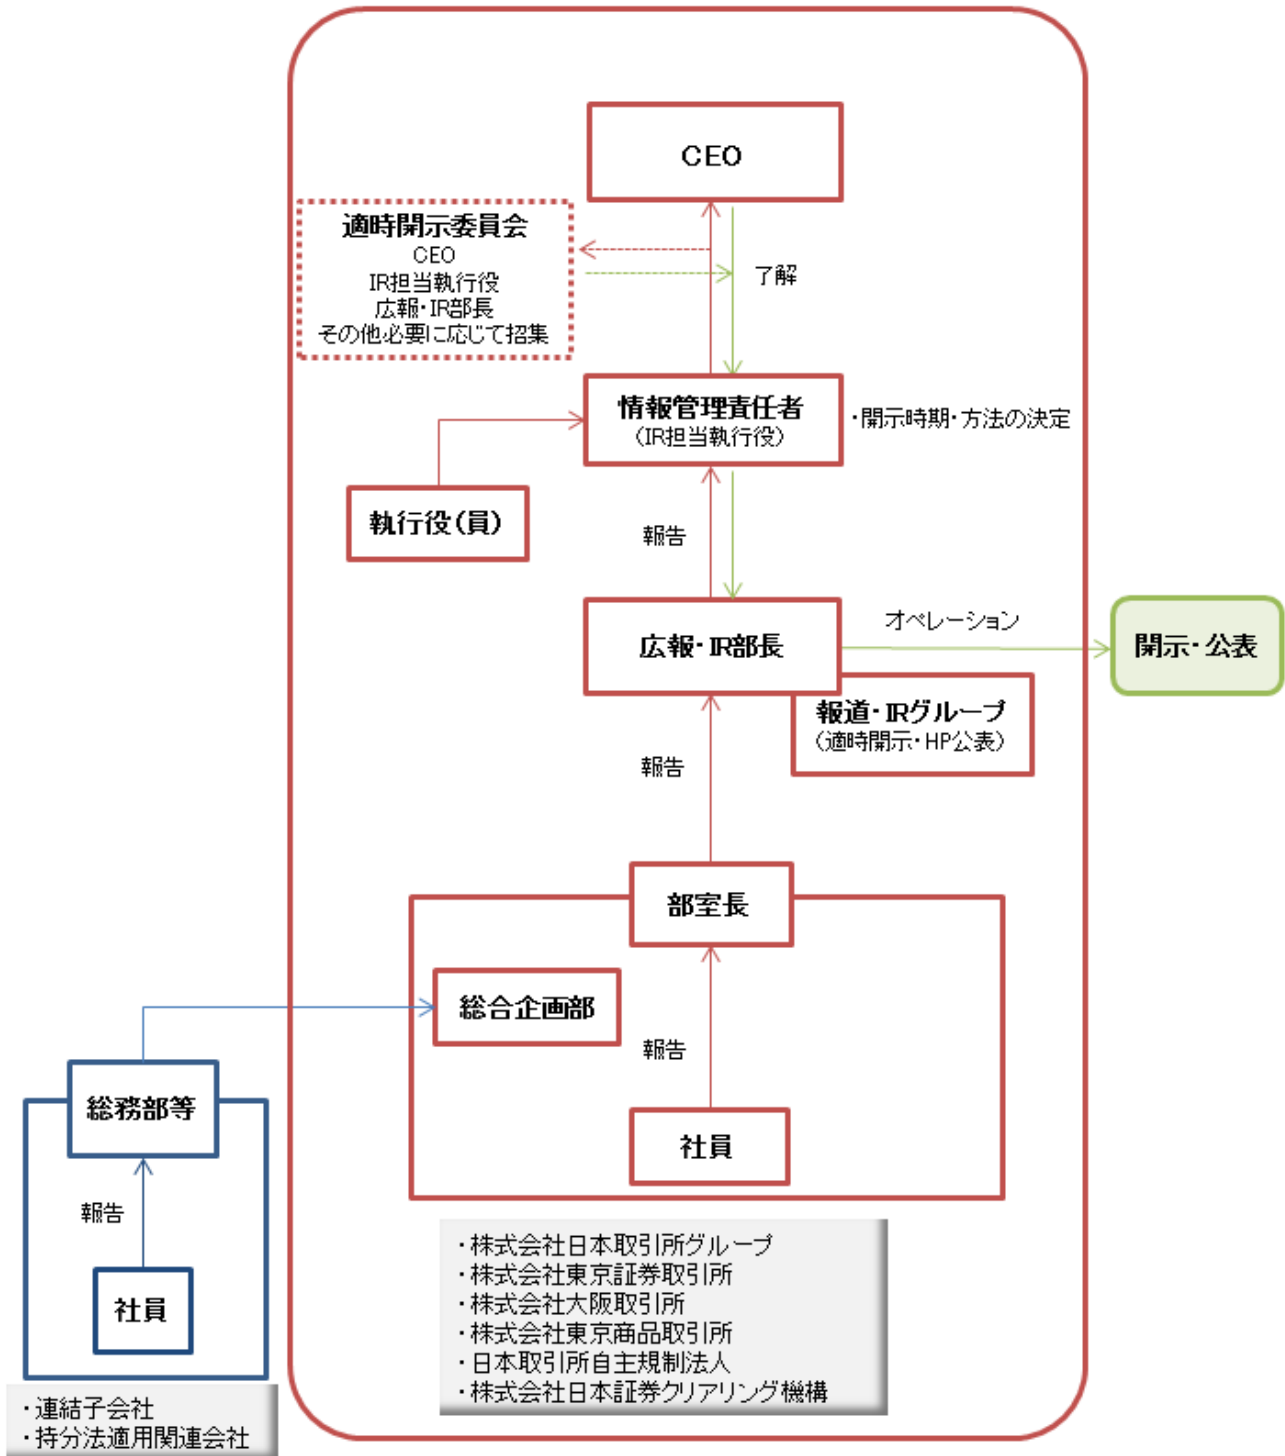 CEO
適時開示委員会
CEO
IR担当執行役
広報・IR部長
その他必要に応じて招集
了解
情報管理責任者
(IR担当執行役)
・開示時期・方法の決定
執行役(員)
報告
広報・IR部長
オペレーション
開示・公表
報道・IRグループ
(適時開示・HP公表)
報告
部室長
総合企画部
報告
社員
総務部等
報告
社員
・連結子会社
・持分法適用関連会社
・株式会社日本取引所グループ
・株式会社東京証券取引所
・株式会社大阪取引所
・株式会社東京商品取引所
・日本取引所自主規制法人
・株式会社日本証券クリアリング機構